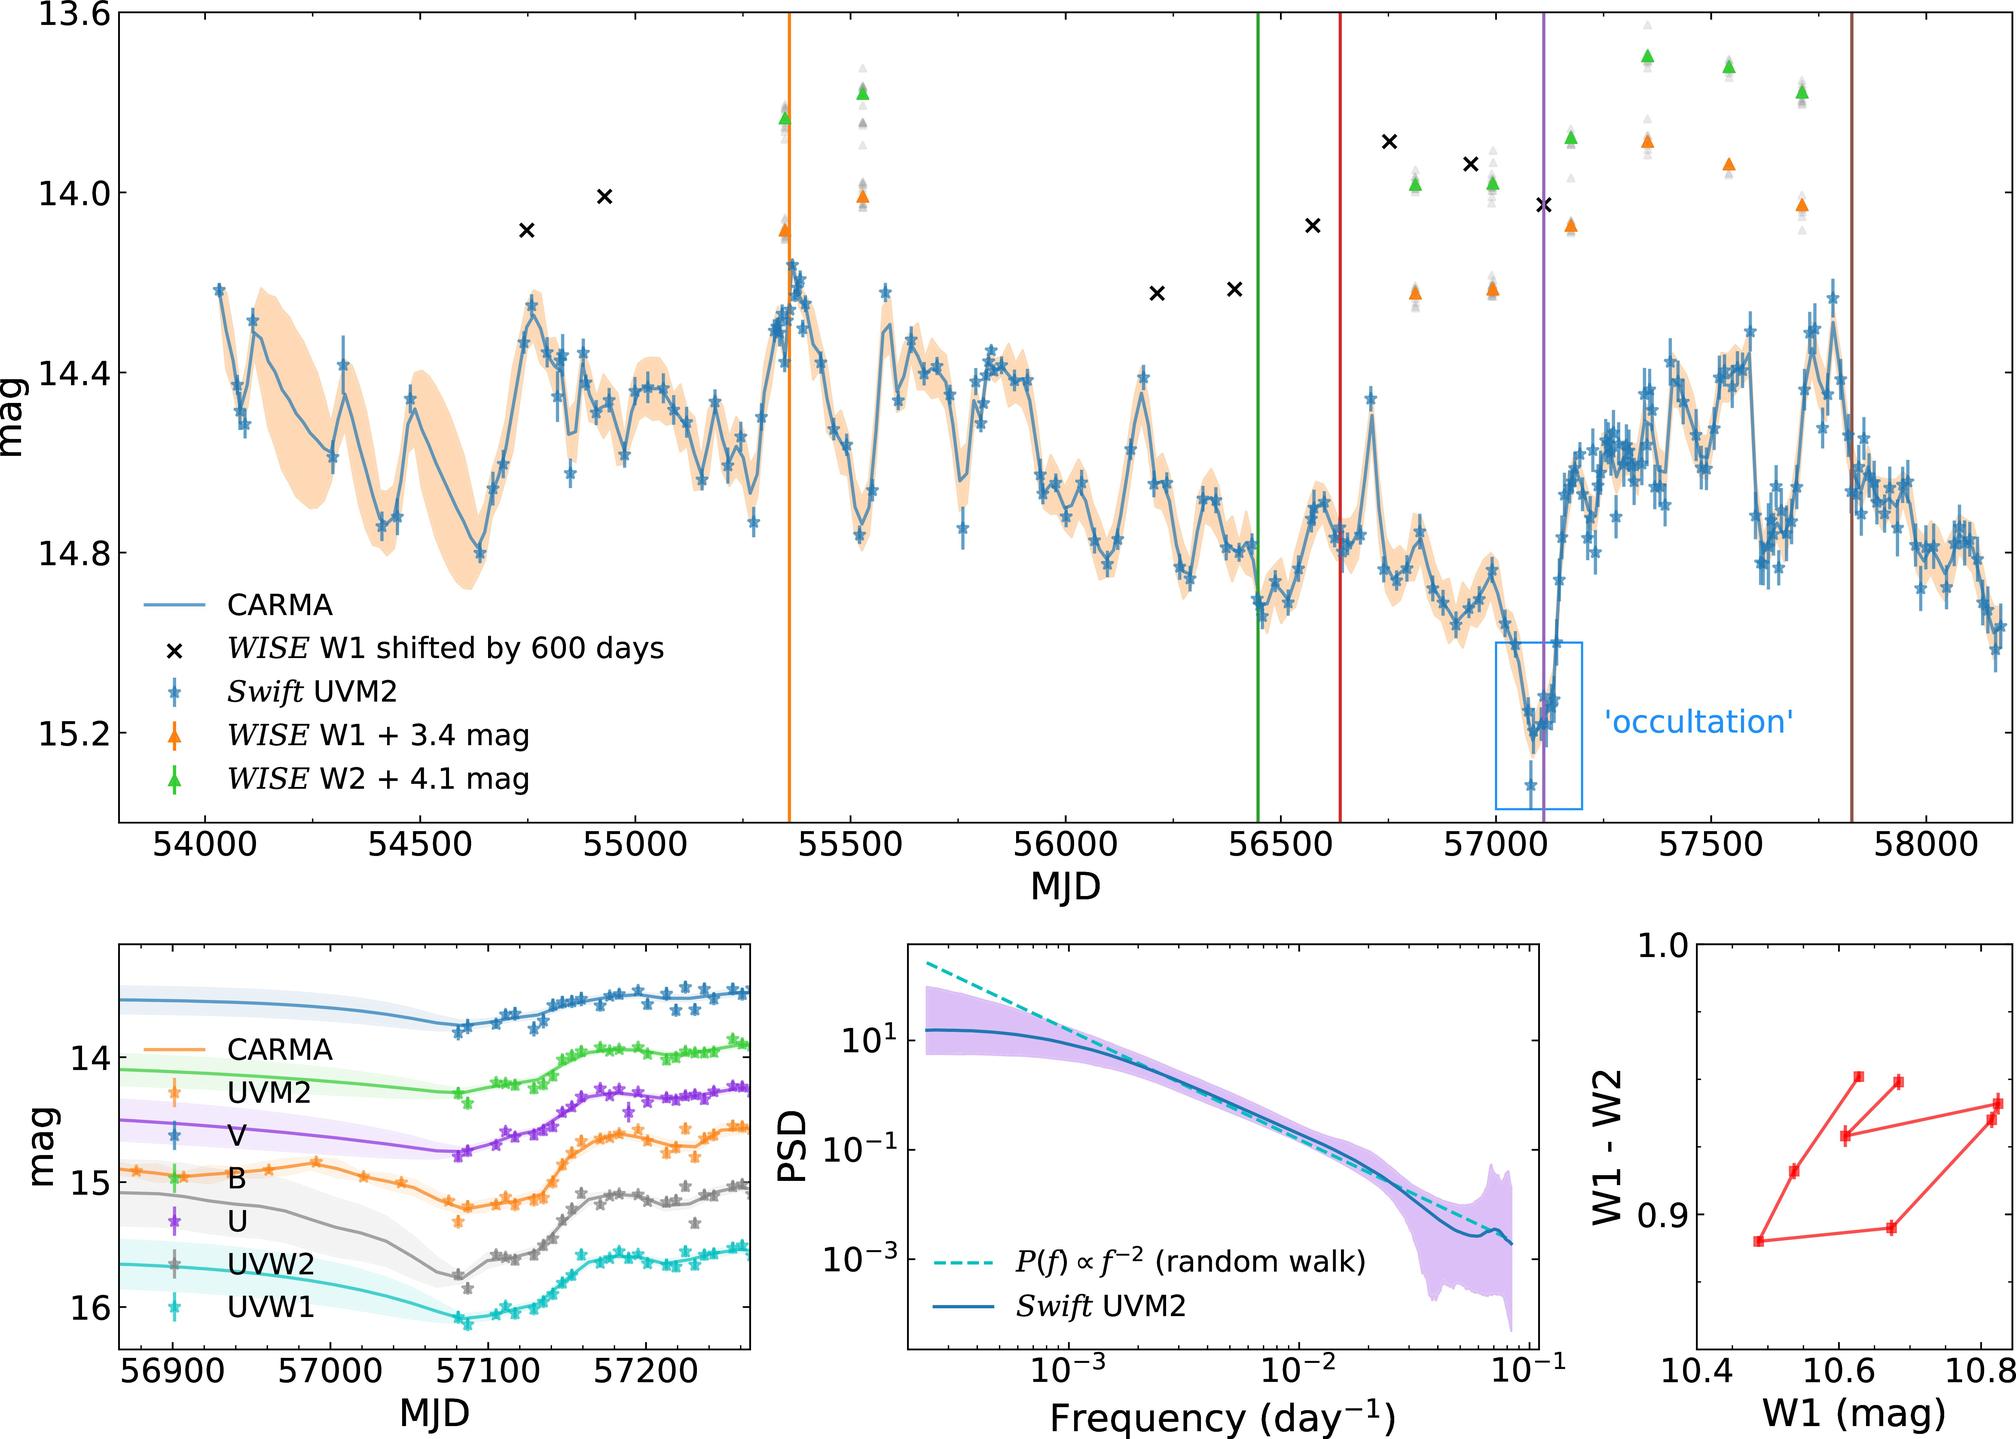 13.6
14.0
14.4
14.8
15.2
mag
CARMA
WISE W1 shifted by 600 days
Swift UVM2
WISE W1 + 3.4 mag
WISE W2 + 4.1 mag
'occultation'
54000 54500 55000 55500 56000 56500 57000 57500 58000
MJD
14
15
16
mag
CARMA
UVM2
V
B
U
UVW2
UVW1
56900 57000 57100 57200
MJD
10¹
10⁻¹
10⁻³
PSD
P(f) ∝ f⁻² (random walk)
Swift UVM2
10⁻³ 10⁻² 10⁻¹
Frequency (day⁻¹)
1.0
0.9
W1 - W2
10.4 10.6 10.8
W1 (mag)